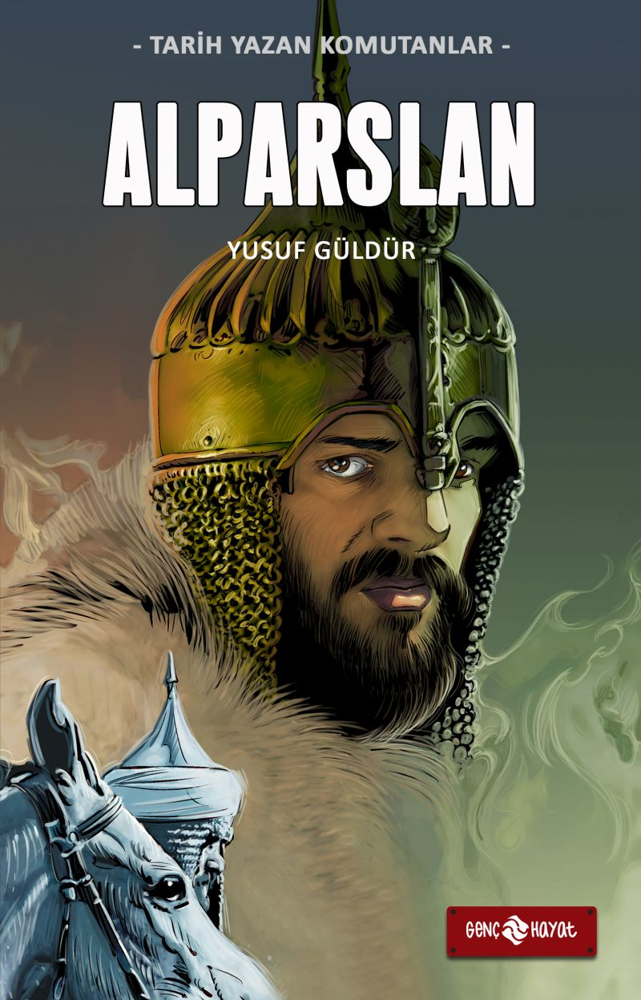 - TARİH YAZAN KOMUTANLAR -
ALPARSLAN
YUSUF GÜLDÜR
GENÇ HAYAT